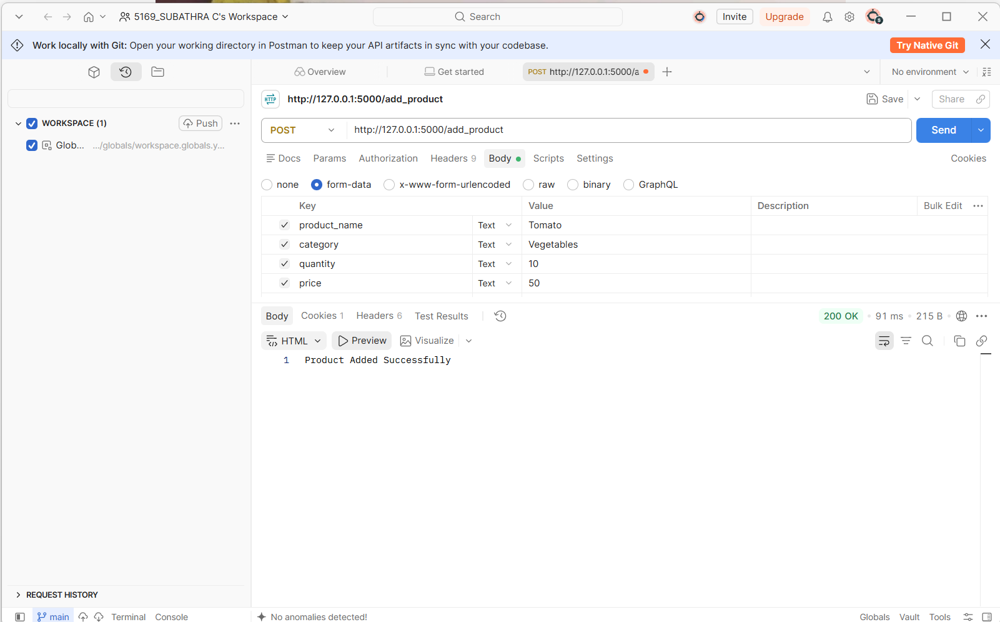 5169_SUBATHRA C's Workspace
Search
Invite
Upgrade
S
Work locally with Git: Open your working directory in Postman to keep your API artifacts in sync with your codebase.
Try Native Git
Overview
Get started
POST http://127.0.0.1:5000/a
No environment
HTTP http://127.0.0.1:5000/add_product
Save
Share
WORKSPACE (1)
Push
Glob... .../globals/workspace.globals.y...
POST http://127.0.0.1:5000/add_product
Send
Docs Params Authorization Headers 9 Body Scripts Settings
Cookies
none form-data x-www-form-urlencoded raw binary GraphQL
Key Value Description Bulk Edit
product_name Text Tomato
category Text Vegetables
quantity Text 10
price Text 50
Body Cookies 1 Headers 6 Test Results
200 OK 91 ms 215 B
HTML Preview Visualize
1 Product Added Successfully
REQUEST HISTORY
main Terminal Console
No anomalies detected!
Globals Vault Tools